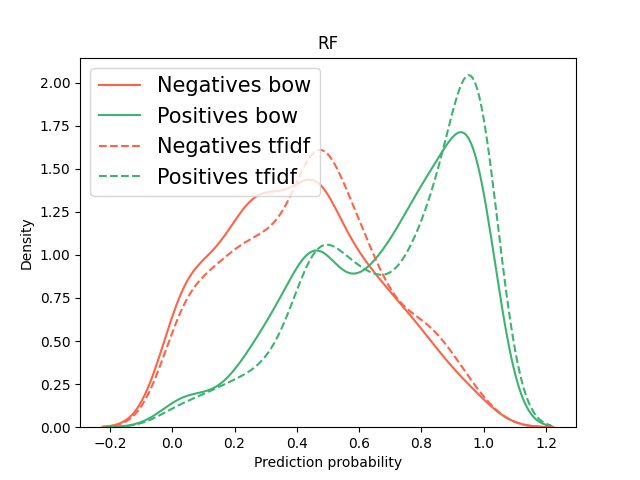 RF
Negatives bow
Positives bow
Negatives tfidf
Positives tfidf
Density
2.00
1.75
1.50
1.25
1.00
0.75
0.50
0.25
0.00
−0.2 0.0 0.2 0.4 0.6 0.8 1.0 1.2
Prediction probability